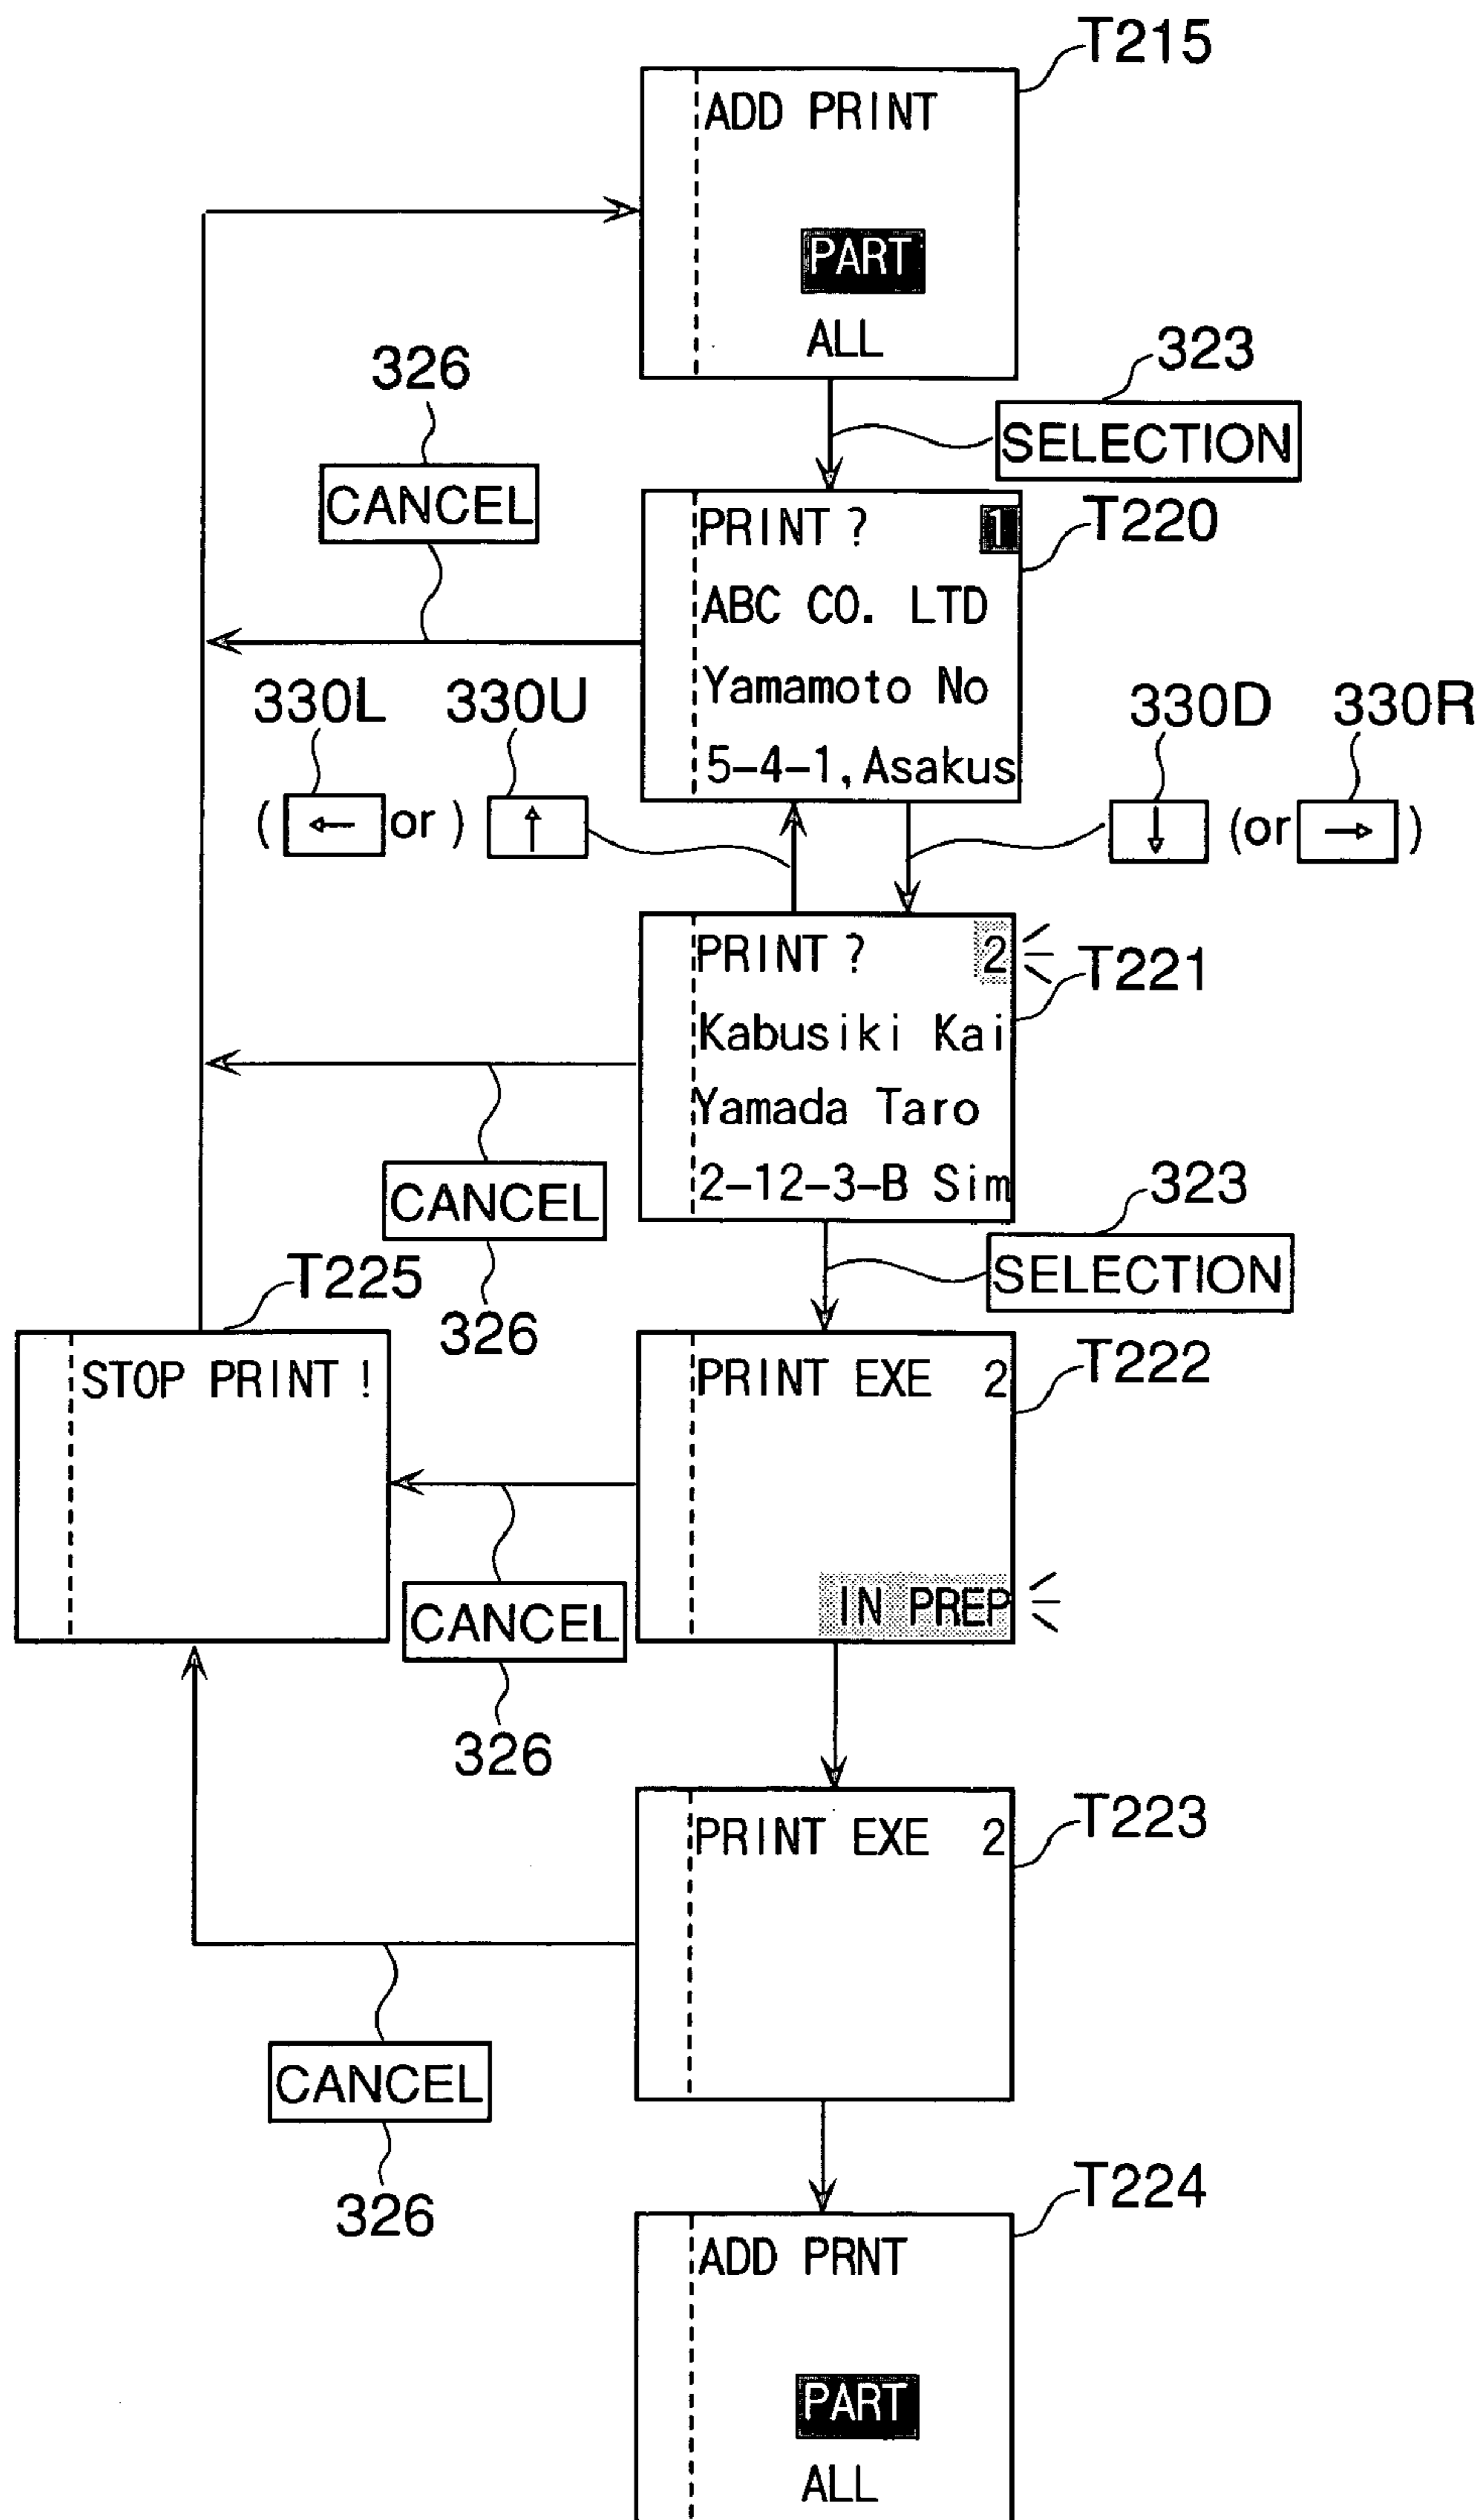 T215
ADD PRINT
PART
ALL
323
SELECTION
326
CANCEL
T220
PRINT? 1
ABC CO. LTD
Yamamoto No
5-4-1, Asakus
330L 330U
( ← or ) ↑
330D 330R
↓ (or → )
T221
PRINT? 2
Kabusiki Kai
Yamada Taro
2-12-3-B Sim
CANCEL
326
323
SELECTION
T225
STOP PRINT!
T222
PRINT EXE 2
IN PREP
CANCEL
326
T223
PRINT EXE 2
CANCEL
326
T224
ADD PRNT
PART
ALL